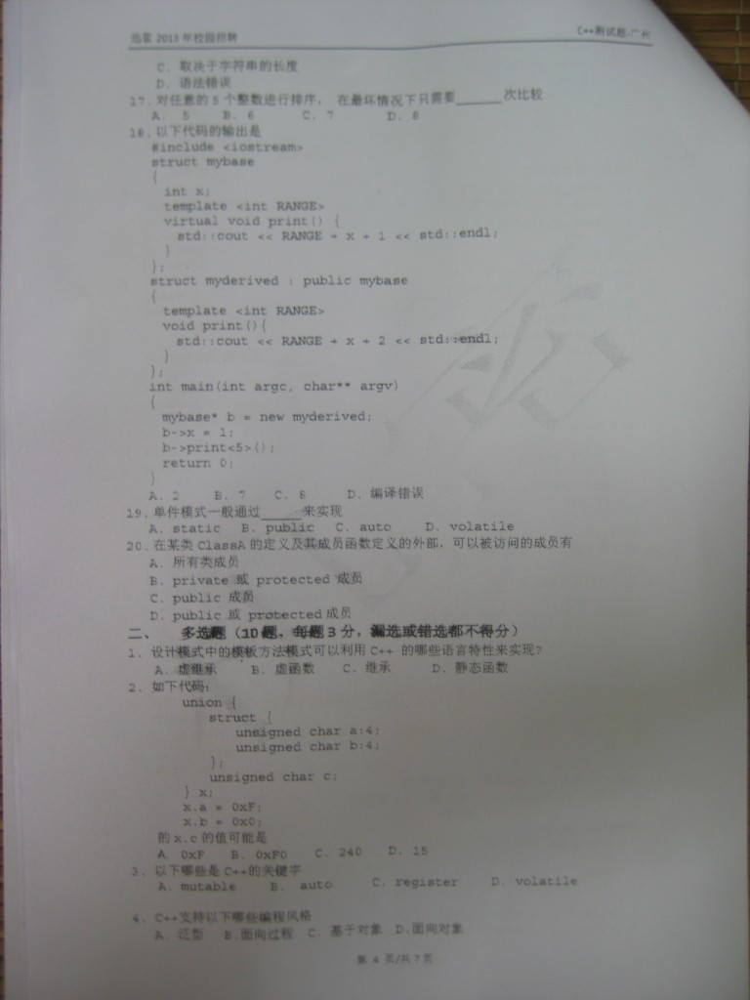 迅雷 2013 年校园招聘
C++测试题-广州
C. 取决于字符串的长度
D. 语法错误
17. 对任意的 5 个整数进行排序, 在最坏情况下只需要______次比较
A. 5 B. 6 C. 7 D. 8
18. 以下代码的输出是
#include <iostream>
struct mybase
{
int x;
template <int RANGE>
virtual void print() {
std::cout << RANGE + x + 1 << std::endl;
}
};
struct myderived : public mybase
{
template <int RANGE>
void print(){
std::cout << RANGE + x + 2 << std::endl;
}
};
int main(int argc, char** argv)
{
mybase* b = new myderived;
b->x = 1;
b->print<5>();
return 0;
}
A. 2 B. 7 C. 8 D. 编译错误
19. 单件模式一般通过_____来实现
A. static B. public C. auto D. volatile
20. 在某类 ClassA 的定义及其成员函数定义的外部, 可以被访问的成员有
A. 所有类成员
B. private 或 protected 成员
C. public 成员
D. public 或 protected 成员
二、 多选题 (10 题, 每题 3 分, 漏选或错选都不得分)
1. 设计模式中的模板方法模式可以利用 C++ 的哪些语言特性来实现?
A. 虚继承 B. 虚函数 C. 继承 D. 静态函数
2. 如下代码:
union {
struct {
unsigned char a:4;
unsigned char b:4;
};
unsigned char c;
} x;
x.a = 0xF;
x.b = 0x0;
的 x.c 的值可能是
A. 0xF B. 0xF0 C. 240 D. 15
3. 以下哪些是 C++的关键字
A. mutable B. auto C. register D. volatile
4. C++支持以下哪些编程风格
A. 泛型 B.面向过程 C. 基于对象 D.面向对象
第 4 页/共 7 页